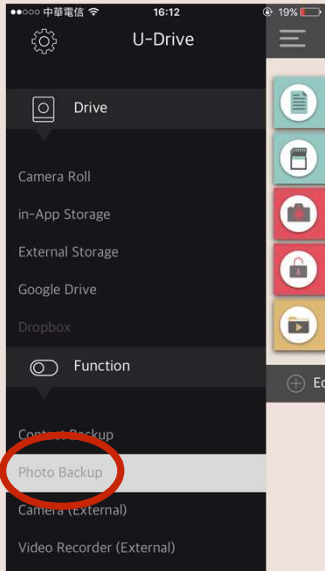 中華電信 16:12 19%
U-Drive
Drive
Camera Roll
in-App Storage
External Storage
Google Drive
Dropbox
Function
Contact Backup
Photo Backup
Camera (External)
Video Recorder (External)